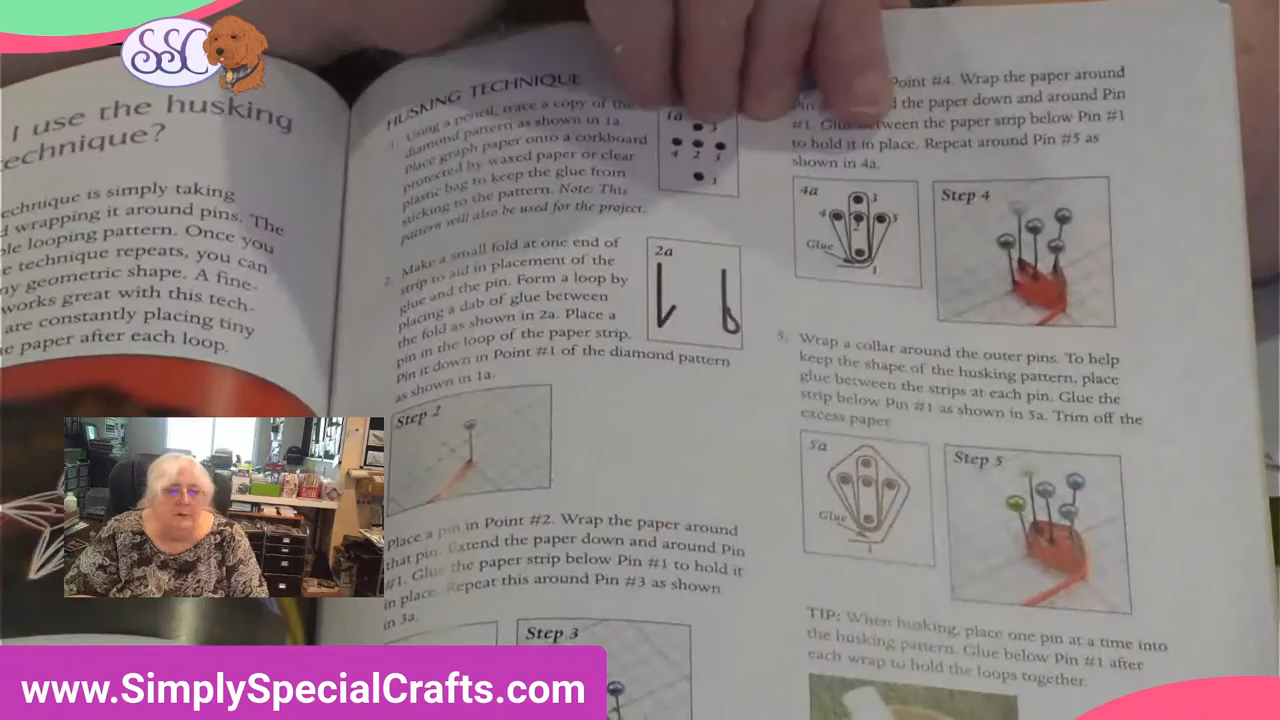 SSC
I use the husking
technique?
technique is simply taking
wrapping it around pins. The
looping pattern. Once you
technique repeats, you can
ny geometric shape. A fine-
works great with this tech-
are constantly placing tiny
e paper after each loop.
HUSKING TECHNIQUE
1. Using a pencil, trace a copy of the
diamond pattern as shown in 1a.
Place graph paper onto a corkboard
protected by waxed paper or clear
plastic bag to keep the glue from
sticking to the pattern. Note: This
pattern will also be used for the project.
1a
3
4 2 5
1
2. Make a small fold at one end of
strip to aid in placement of the
glue and the pin. Form a loop by
placing a dab of glue between
the fold as shown in 2a. Place a
pin in the loop of the paper strip.
Pin it down in Point #1 of the diamond pattern
as shown in 1a.
2a
Step 2
Place a pin in Point #2. Wrap the paper around
that pin. Extend the paper down and around Pin
#1. Glue the paper strip below Pin #1 to hold it
in place. Repeat this around Pin #3 as shown
in 3a.
Step 3
Point #4. Wrap the paper around
Pin the paper down and around Pin
#1. Glue between the paper strip below Pin #1
to hold it in place. Repeat around Pin #5 as
shown in 4a.
4a
3
4 5
2
Glue
1
Step 4
5. Wrap a collar around the outer pins. To help
keep the shape of the husking pattern, place
glue between the strips at each pin. Glue the
strip below Pin #1 as shown in 5a. Trim off the
excess paper.
5a
Glue
1
Step 5
TIP: When husking, place one pin at a time into
the husking pattern. Glue below Pin #1 after
each wrap to hold the loops together.
www.SimplySpecialCrafts.com